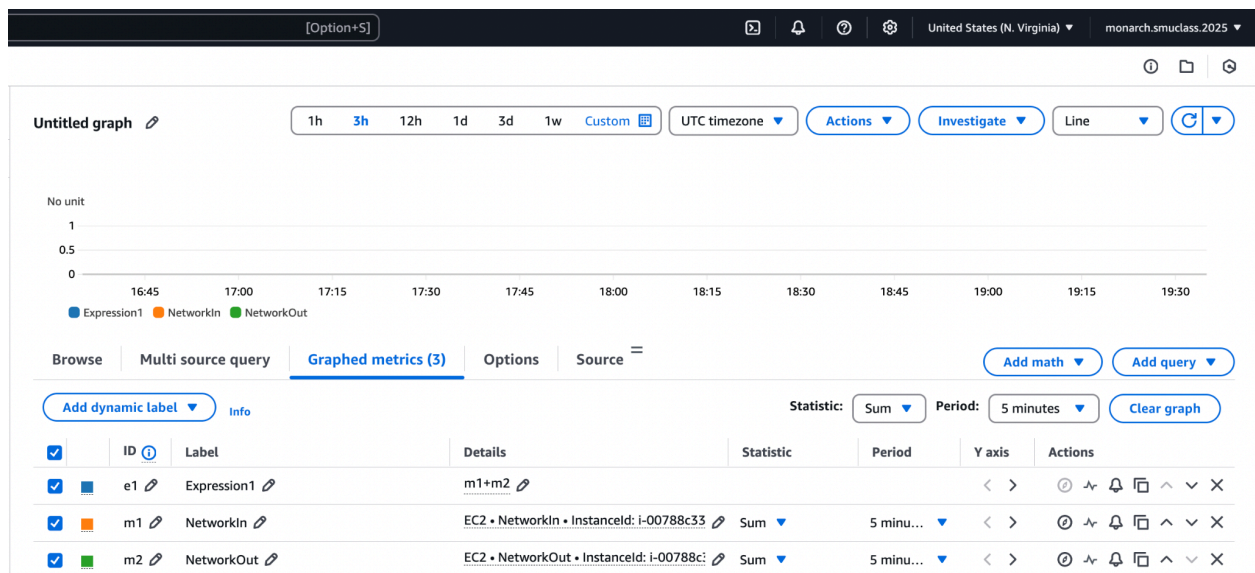 [Option+S] United States (N. Virginia) monarch.smuclass.2025
Untitled graph 1h 3h 12h 1d 3d 1w Custom UTC timezone Actions Investigate Line
No unit
1
0.5
0
16:45 17:00 17:15 17:30 17:45 18:00 18:15 18:30 18:45 19:00 19:15 19:30
Expression1 NetworkIn NetworkOut
Browse Multi source query Graphed metrics (3) Options Source Add math Add query
Add dynamic label Info Statistic: Sum Period: 5 minutes Clear graph
ID Label Details Statistic Period Y axis Actions
e1 Expression1 m1+m2
m1 NetworkIn EC2 • NetworkIn • InstanceId: i-00788c33 Sum 5 minu...
m2 NetworkOut EC2 • NetworkOut • InstanceId: i-00788c Sum 5 minu...